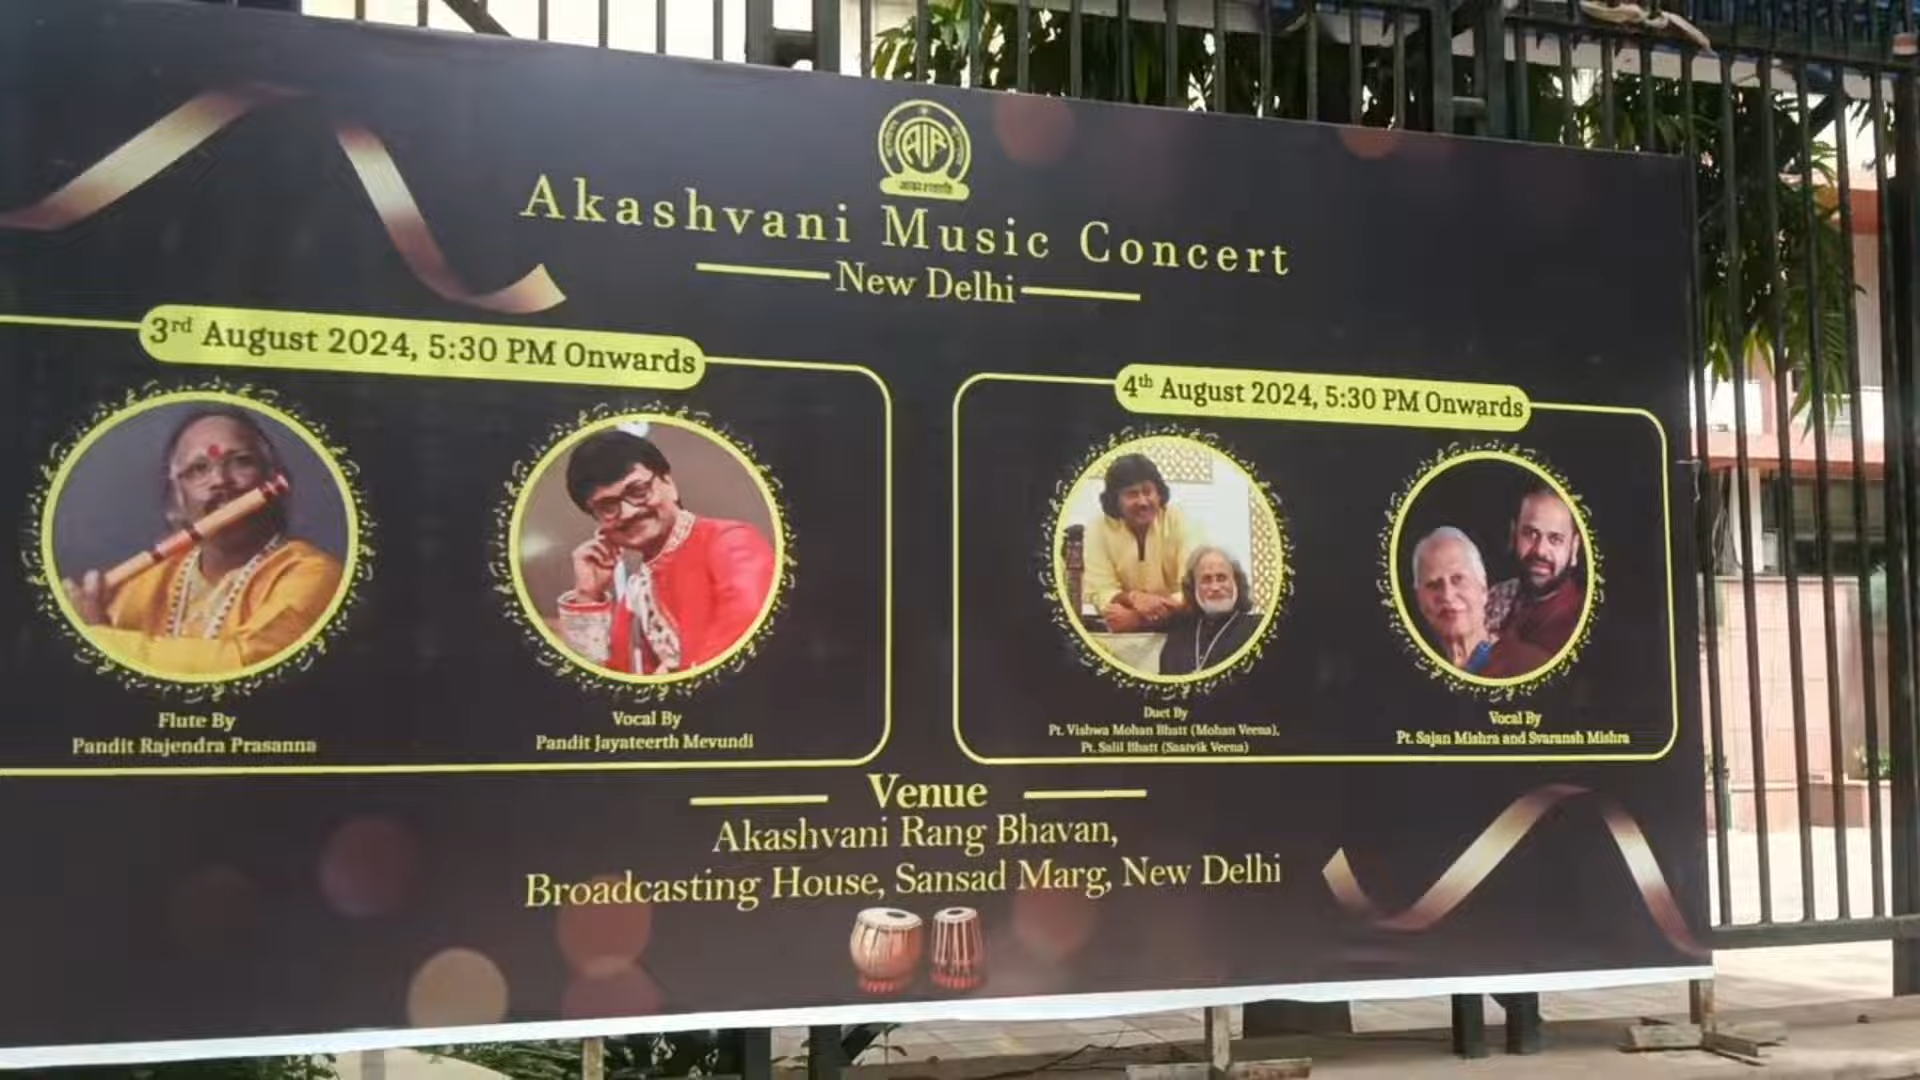 AIR
Akashvani Music Concert
New Delhi
3rd August 2024, 5:30 PM Onwards
Flute By
Pandit Rajendra Prasanna
Vocal By
Pandit Jayateerth Mevundi
4th August 2024, 5:30 PM Onwards
Duet By
Pt. Vishwa Mohan Bhatt (Mohan Veena),
Pt. Salil Bhatt (Saatvik Veena)
Vocal By
Pt. Sajan Mishra and Svaransh Mishra
Venue
Akashvani Rang Bhavan,
Broadcasting House, Sansad Marg, New Delhi